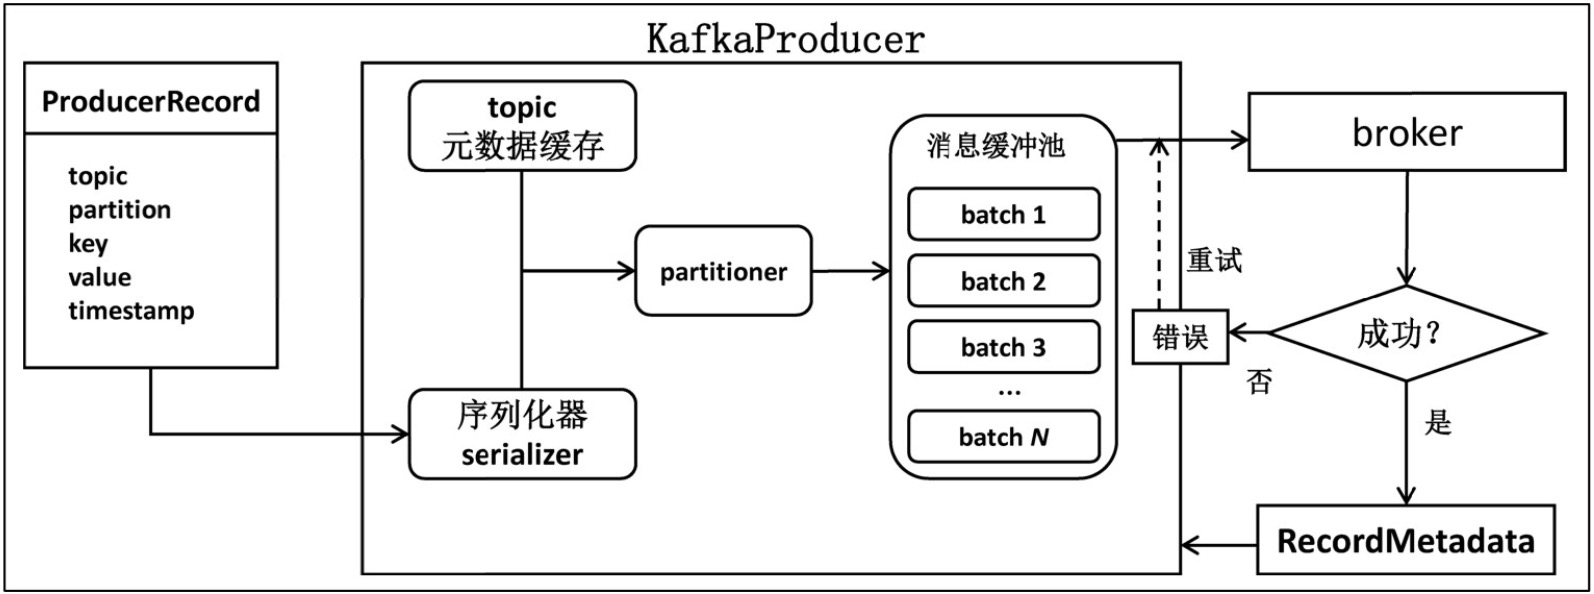 KafkaProducer
ProducerRecord
topic
partition
key
value
timestamp
topic
元数据缓存
序列化器
serializer
partitioner
消息缓冲池
batch 1
batch 2
batch 3
...
batch N
broker
重试
错误
成功?
否
是
RecordMetadata